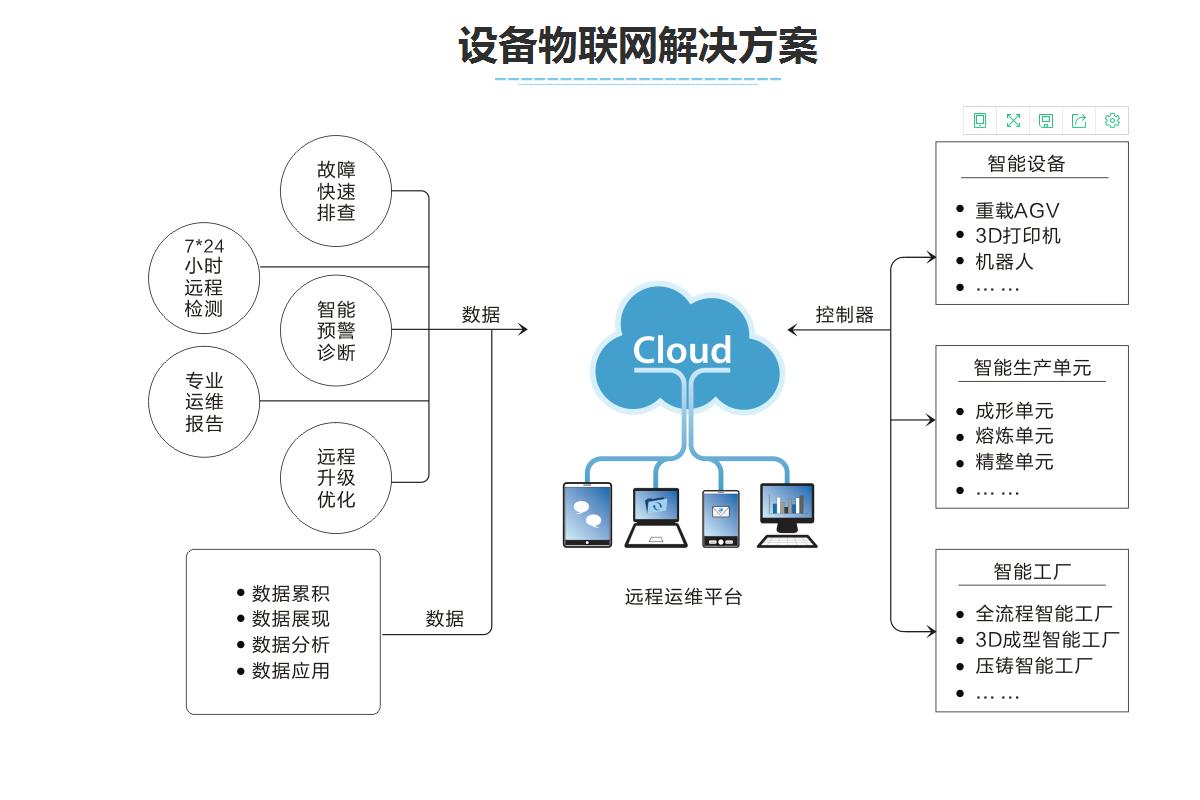 设备物联网解决方案
故障
快速
排查
7*24
小时
远程
检测
智能
预警
诊断
专业
运维
报告
远程
升级
优化
数据
数据累积
数据展现
数据分析
数据应用
数据
Cloud
远程运维平台
控制器
智能设备
重载AGV
3D打印机
机器人
... ...
智能生产单元
成形单元
熔炼单元
精整单元
... ...
智能工厂
全流程智能工厂
3D成型智能工厂
压铸智能工厂
... ...